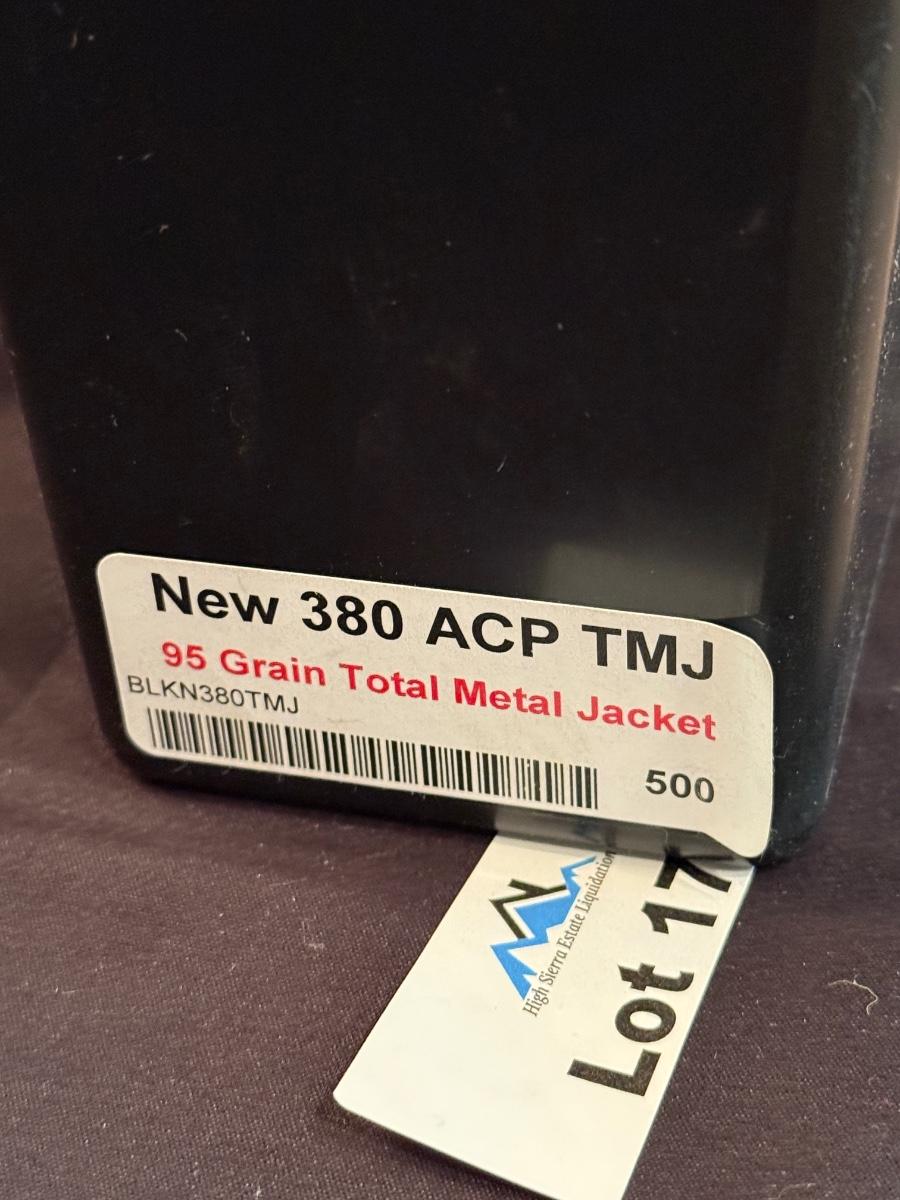 New 380 ACP TMJ
95 Grain Total Metal Jacket
BLKN380TMJ
500
High Sierra Estate Liquidation
Lot 17